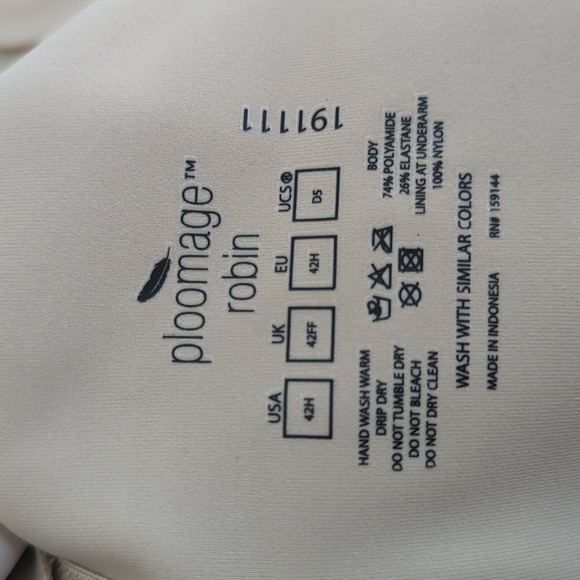 ploomage™
robin
USA UK EU UCS®
42H 42FF 42H D5
191111
HAND WASH WARM
DRIP DRY
DO NOT TUMBLE DRY
DO NOT BLEACH
DO NOT DRY CLEAN
BODY
74% POLYAMIDE
26% ELASTANE
LINING AT UNDERARM
100% NYLON
WASH WITH SIMILAR COLORS
MADE IN INDONESIA RN# 159144